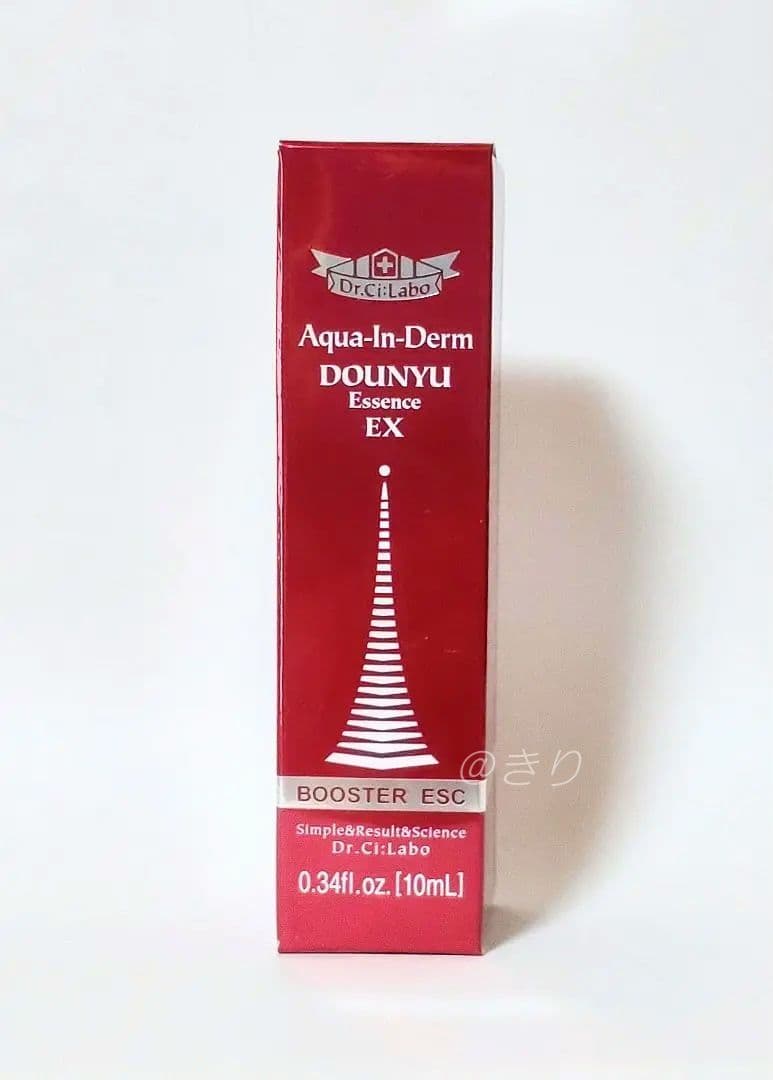 Dr.Ci:Labo
Aqua-In-Derm
DOUNYU
Essence
EX
@きり
BOOSTER ESC
Simple&Result&Science
Dr.Ci:Labo
0.34fl.oz.[10mL]